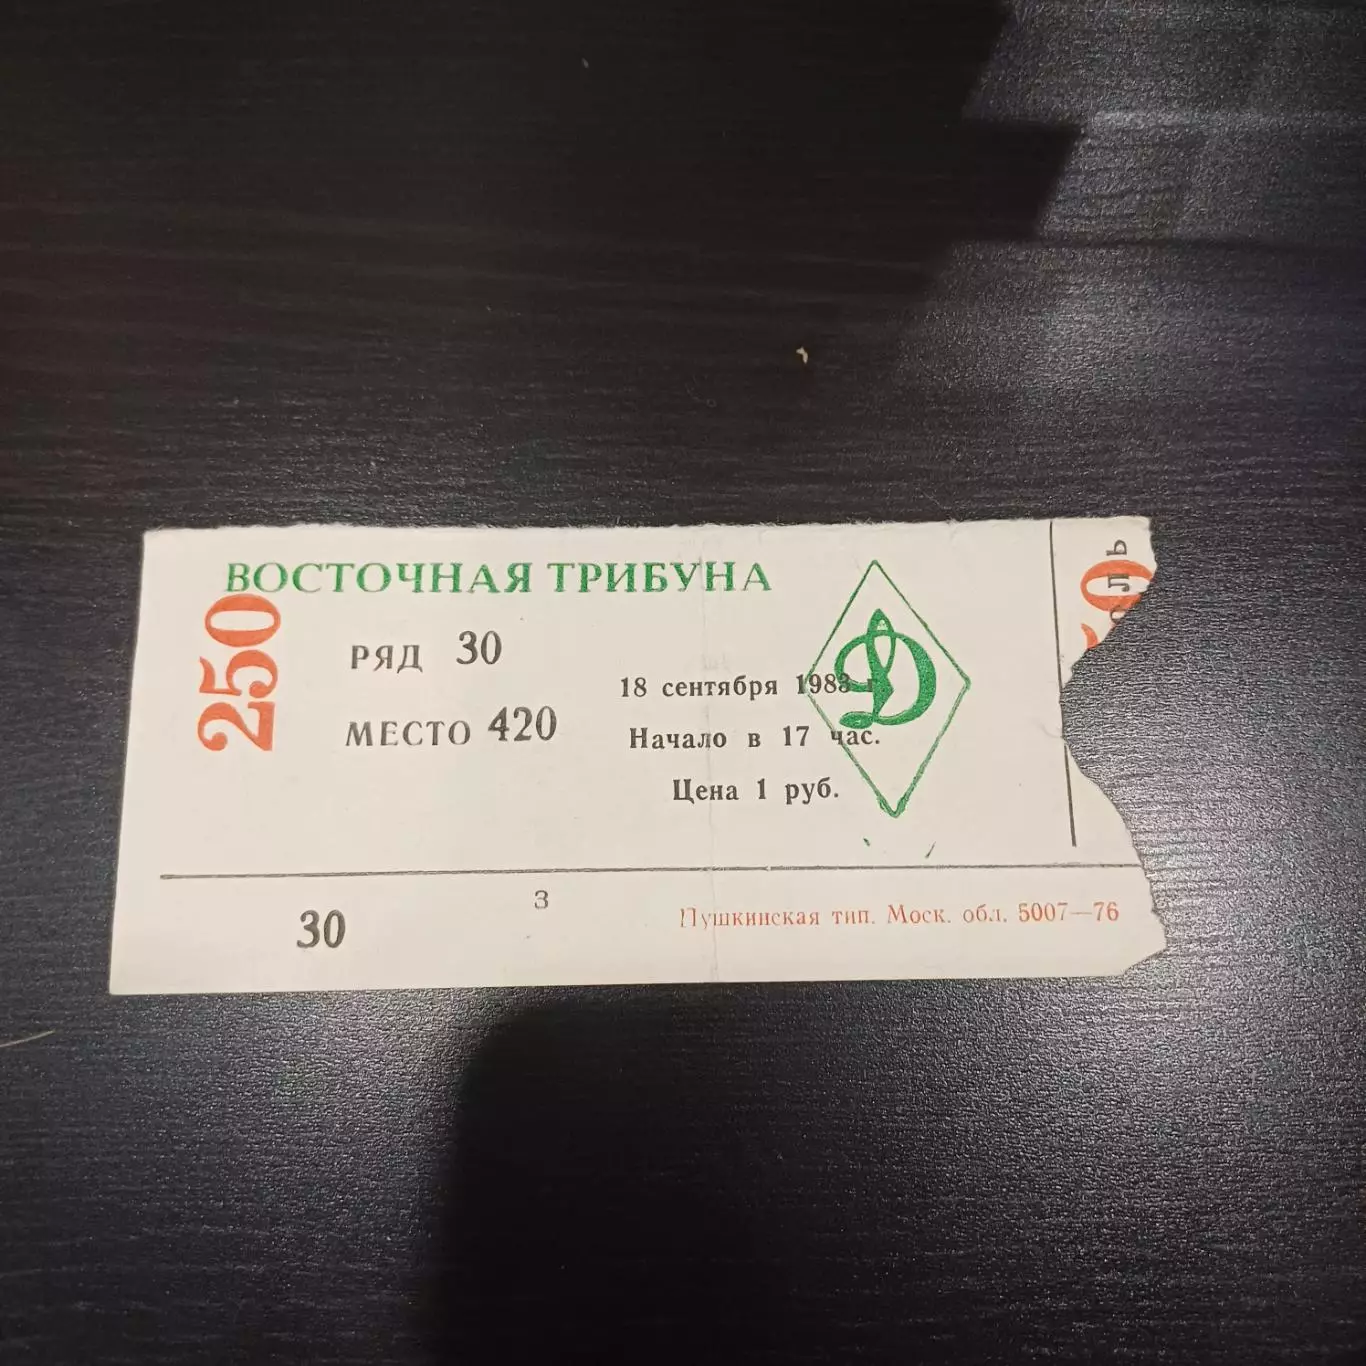 ВОСТОЧНАЯ ТРИБУНА
250
РЯД 30
МЕСТО 420
18 сентября 1983 г.
Начало в 17 час.
Цена 1 руб.
Д
30
3
Пушкинская тип. Моск. обл. 5007—76